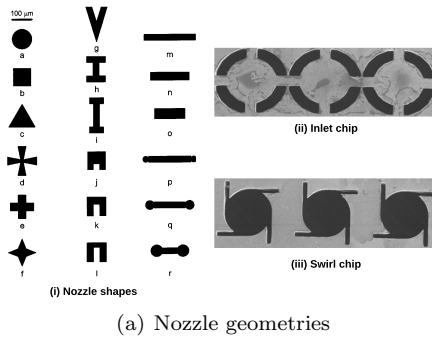 100 μm
a
b
c
d
e
f
g
h
i
j
k
l
m
n
o
p
q
r
(i) Nozzle shapes
(ii) Inlet chip
(iii) Swirl chip
(a) Nozzle geometries